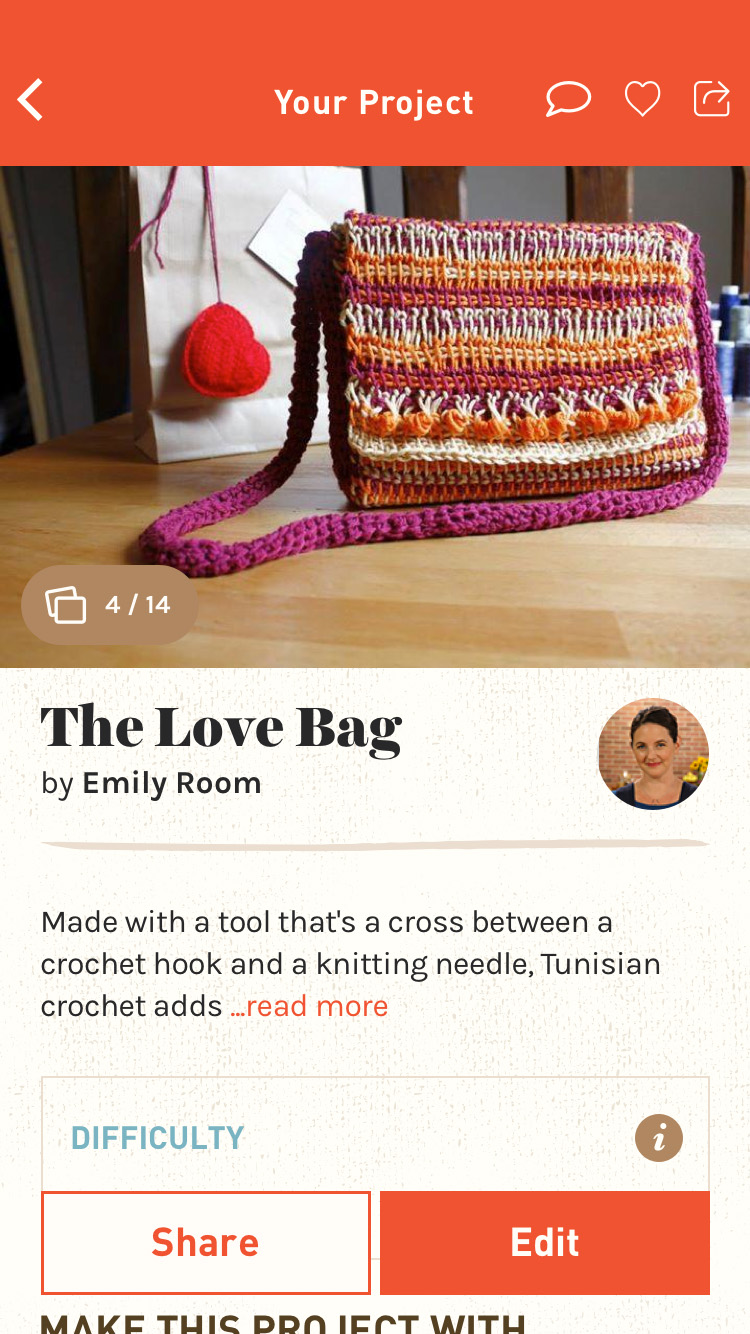 Your Project
4 / 14
The Love Bag
by Emily Room
Made with a tool that's a cross between a
crochet hook and a knitting needle, Tunisian
crochet adds ...read more
DIFFICULTY
i
Share
Edit
MAKE THIS PROJECT WITH